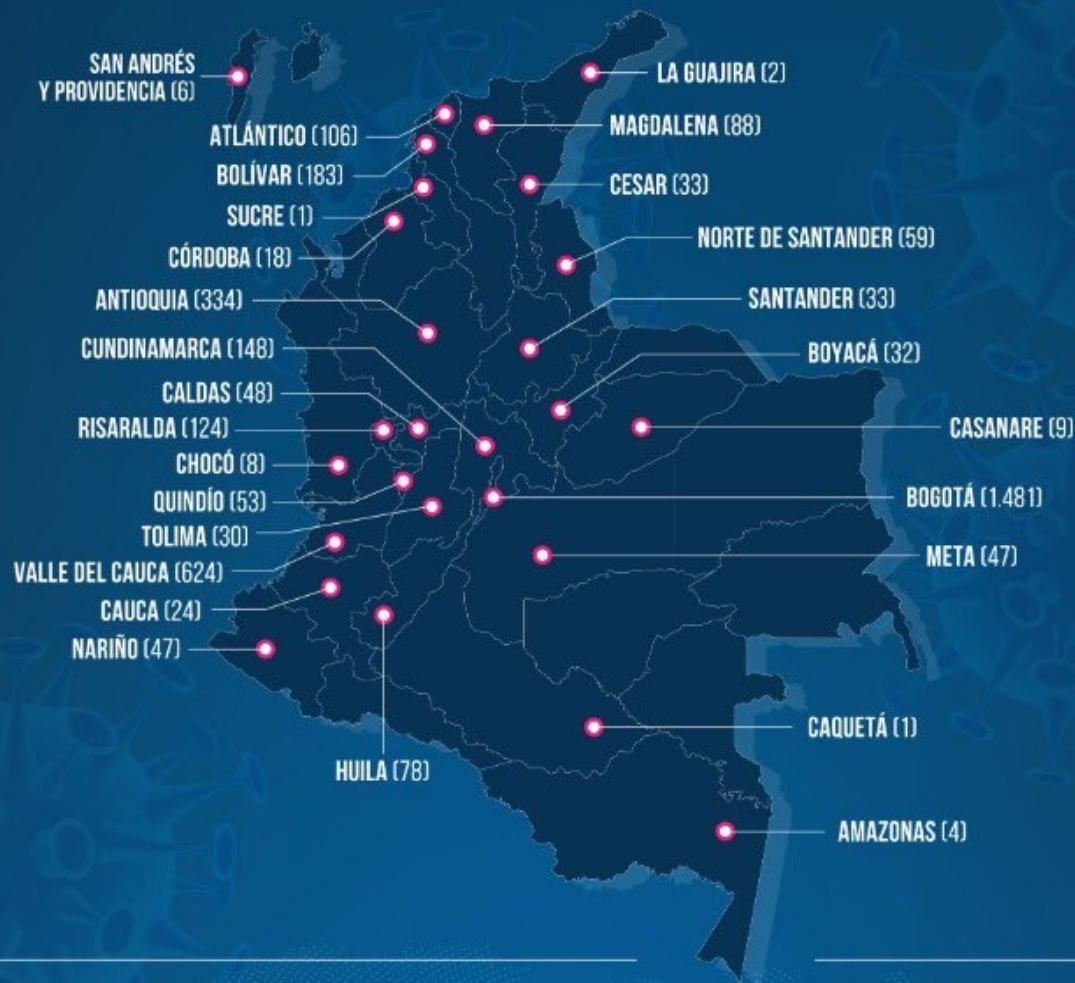 SAN ANDRÉS
Y PROVIDENCIA (6)
ATLÁNTICO (106)
BOLÍVAR (183)
SUCRE (1)
CÓRDOBA (18)
ANTIOQUIA (334)
CUNDINAMARCA (148)
CALDAS (48)
RISARALDA (124)
CHOCÓ (8)
QUINDÍO (53)
TOLIMA (30)
VALLE DEL CAUCA (624)
CAUCA (24)
NARIÑO (47)
HUILA (78)
LA GUAJIRA (2)
MAGDALENA (88)
CESAR (33)
NORTE DE SANTANDER (59)
SANTANDER (33)
BOYACÁ (32)
CASANARE (9)
BOGOTÁ (1.481)
META (47)
CAQUETÁ (1)
AMAZONAS (4)